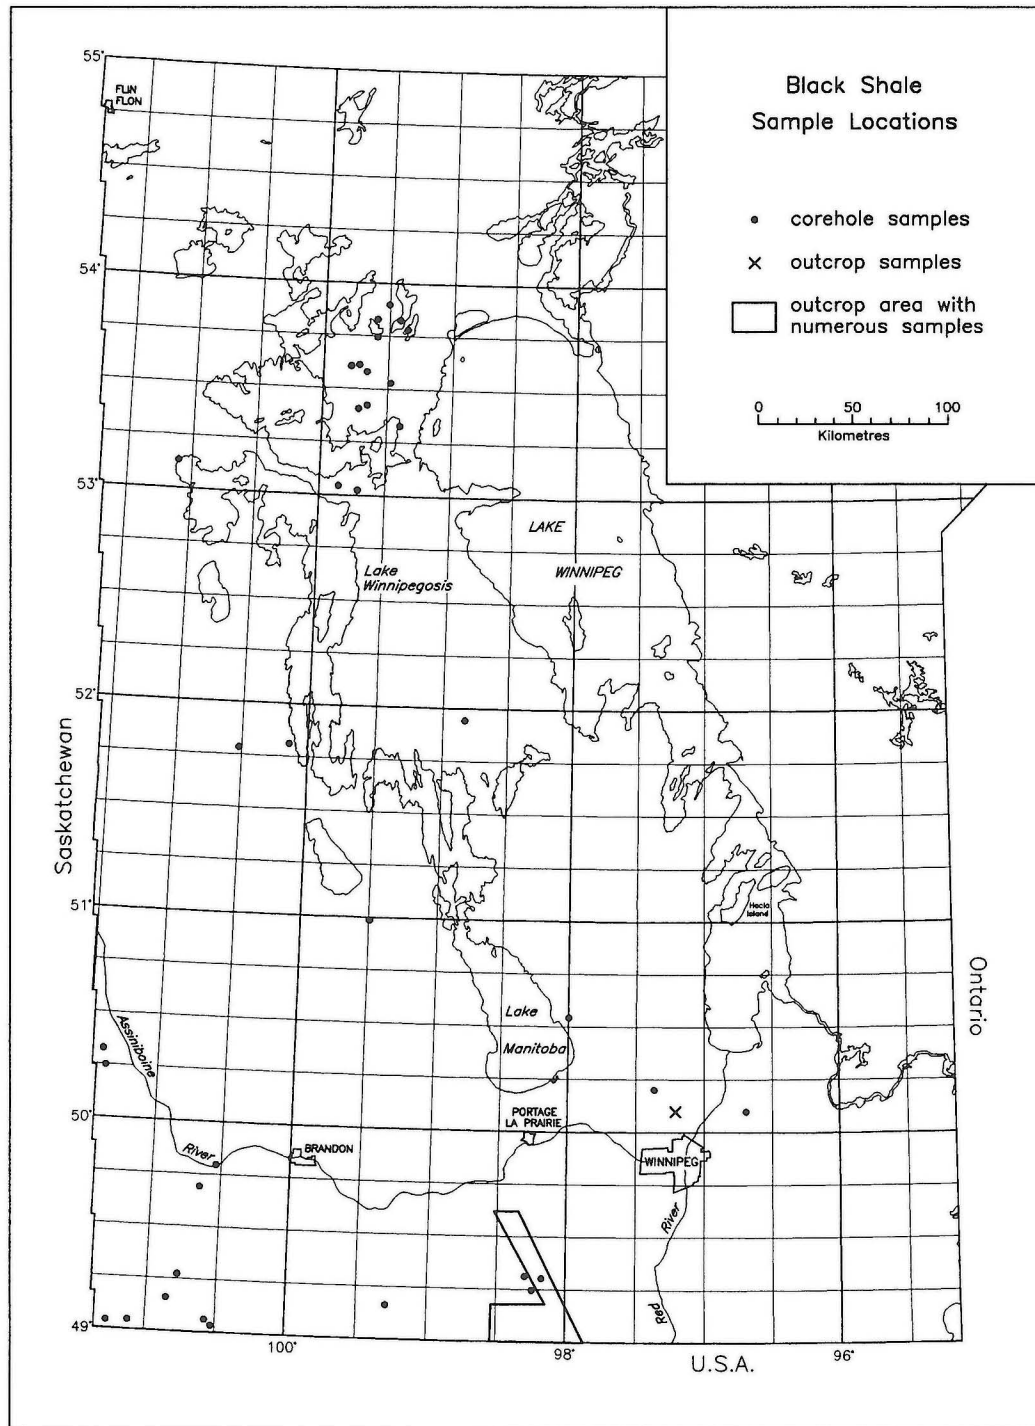 Black Shale
Sample Locations
corehole samples
outcrop samples
outcrop area with
numerous samples
0 50 100
Kilometres
55°
FLIN
FLON
54°
53°
LAKE
WINNIPEG
Lake
Winnipegosis
52°
Saskatchewan
51°
Hecla
Island
Ontario
Lake
Manitoba
Assiniboine
River
50°
PORTAGE
LA PRAIRIE
BRANDON
WINNIPEG
River
Red
49°
100°
98°
96°
U.S.A.